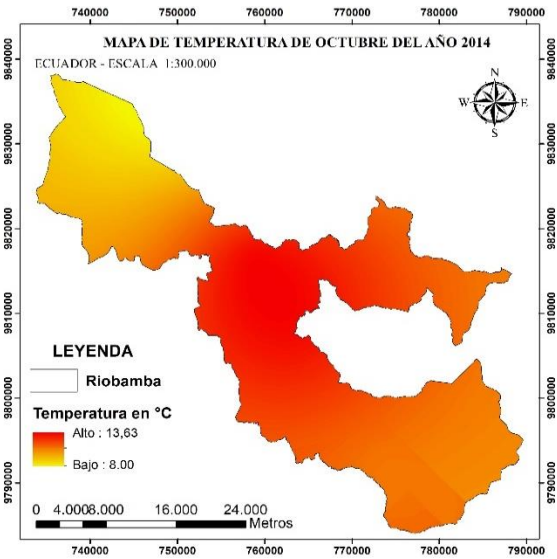 740000 750000 760000 770000 780000 790000
MAPA DE TEMPERATURA DE OCTUBRE DEL AÑO 2014
ECUADOR - ESCALA 1:300.000
N
W E
S
9840000 9840000
9830000 9830000
9820000 9820000
9810000 9810000
9800000 9800000
9790000 9790000
LEYENDA
Riobamba
Temperatura en °C
Alto : 13,63
Bajo : 8.00
0 4.000 8.000 16.000 24.000
Metros
740000 750000 760000 770000 780000 790000